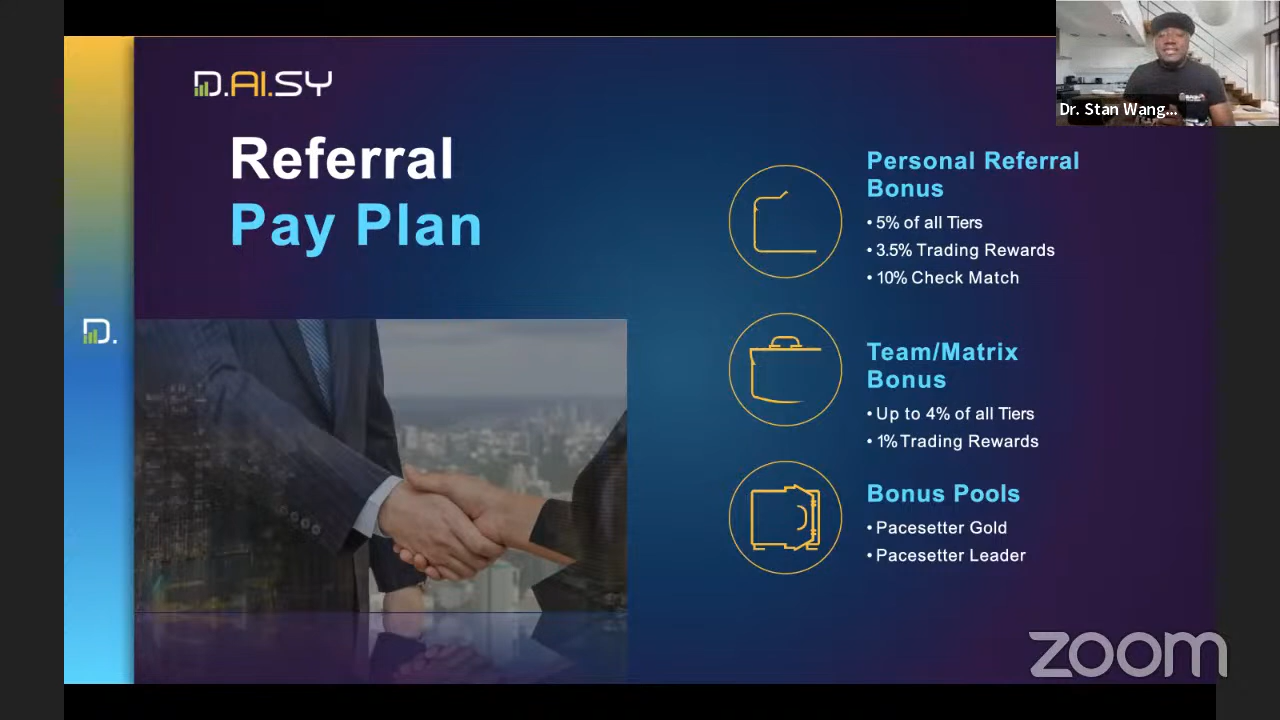 D.AI.SY
Referral
Pay Plan
D.
Dr. Stan Wang...
Personal Referral
Bonus
• 5% of all Tiers
• 3.5% Trading Rewards
• 10% Check Match
Team/Matrix
Bonus
• Up to 4% of all Tiers
• 1% Trading Rewards
Bonus Pools
• Pacesetter Gold
• Pacesetter Leader
zoom